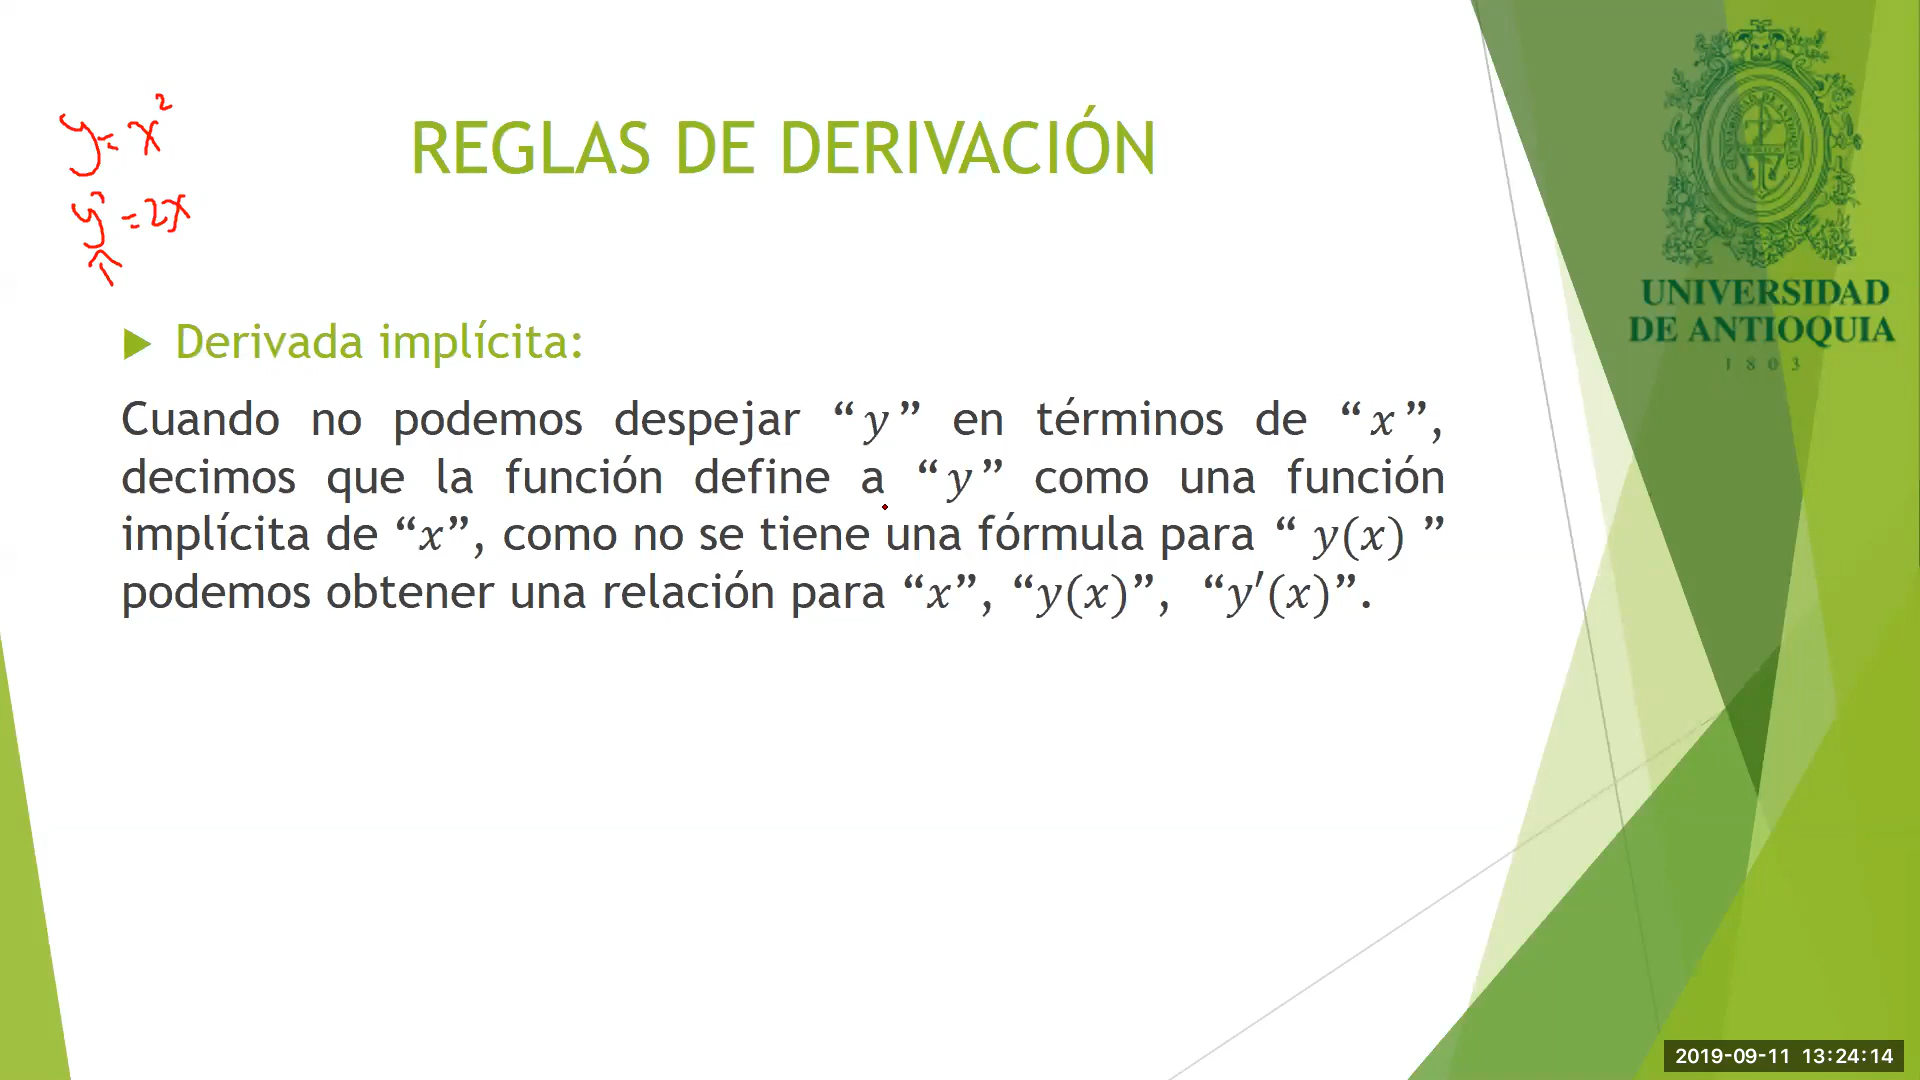 y = x²
y' = 2x
REGLAS DE DERIVACIÓN
UNIVERSIDAD
DE ANTIOQUIA
1803
Derivada implícita:
Cuando no podemos despejar “y” en términos de “x”,
decimos que la función define a “y” como una función
implícita de “x”, como no se tiene una fórmula para “ y(x) ”
podemos obtener una relación para “x”, “y(x)”, “y′(x)”.
2019-09-11 13:24:14